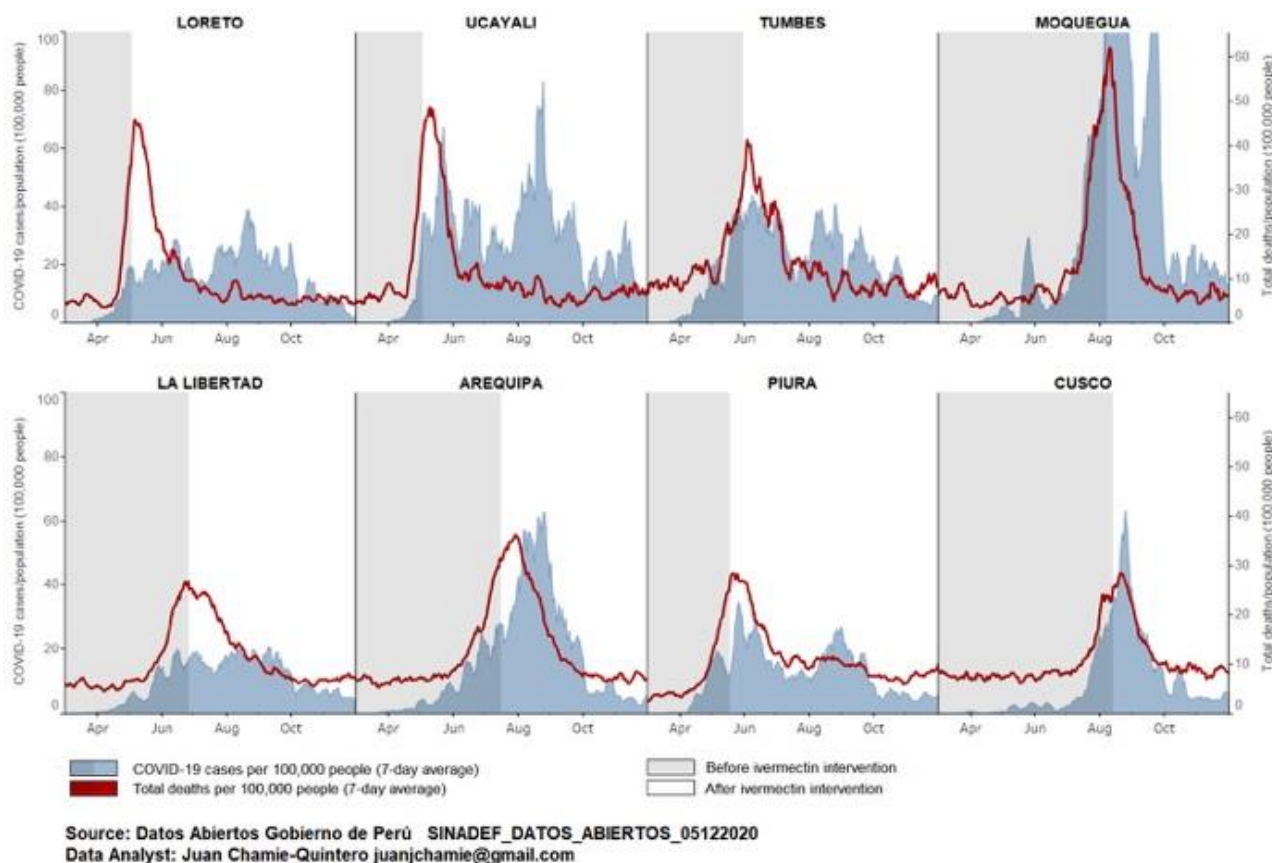 LORETO UCAYALI TUMBES MOQUEGUA
COVID-19 cases/population (100,000 people)
100
80
60
40
20
0
Total deaths/population (100,000 people)
60
50
40
30
20
10
0
Apr Jun Aug Oct Apr Jun Aug Oct Apr Jun Aug Oct Apr Jun Aug Oct
LA LIBERTAD AREQUIPA PIURA CUSCO
COVID-19 cases/population (100,000 people)
100
80
60
40
20
0
Total deaths/population (100,000 people)
60
50
40
30
20
10
0
Apr Jun Aug Oct Apr Jun Aug Oct Apr Jun Aug Oct Apr Jun Aug Oct
COVID-19 cases per 100,000 people (7-day average) Before ivermectin intervention
Total deaths per 100,000 people (7-day average) After ivermectin intervention
Source: Datos Abiertos Gobierno de Perú SINADEF_DATOS_ABIERTOS_05122020
Data Analyst: Juan Chamie-Quintero juanjchamie@gmail.com